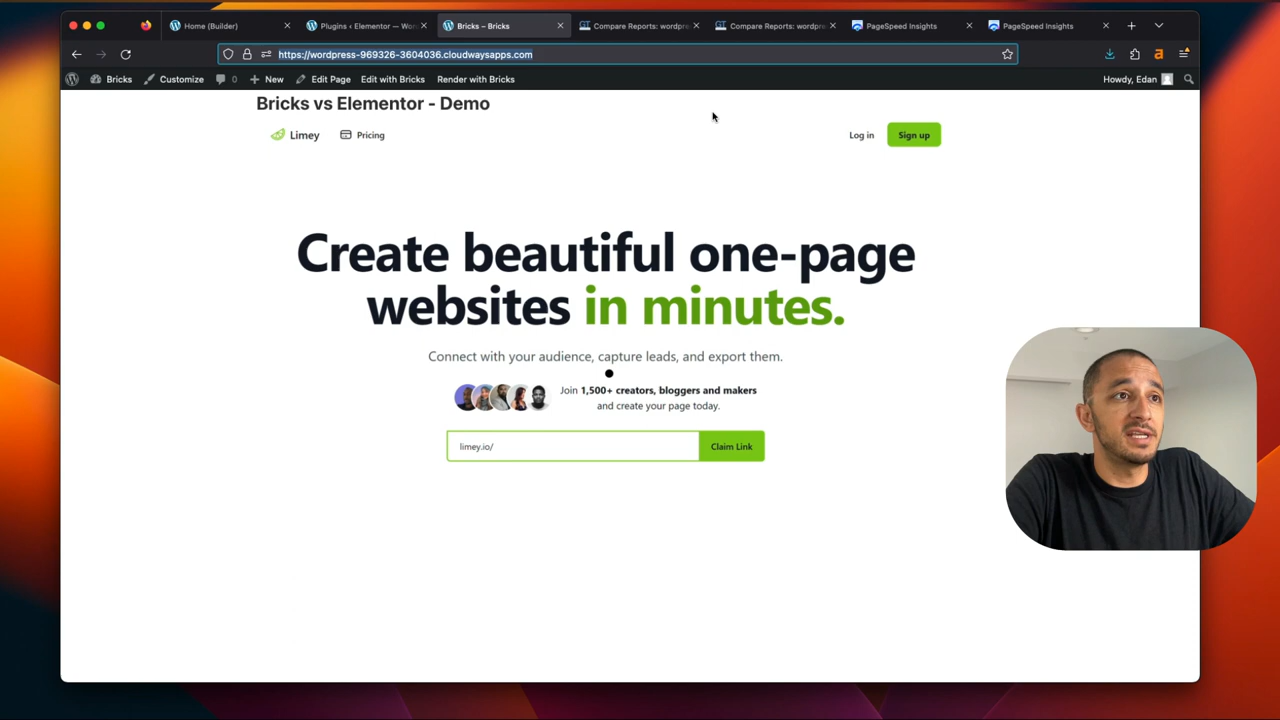 Home (Builder)
Plugins ‹ Elementor — Wor
Bricks – Bricks
Compare Reports: wordpre
Compare Reports: wordpr
PageSpeed Insights
PageSpeed Insights
https://wordpress-969326-3604036.cloudwaysapps.com
Bricks
Customize
0
New
Edit Page
Edit with Bricks
Render with Bricks
Howdy, Edan
Bricks vs Elementor - Demo
Limey
Pricing
Log in
Sign up
Create beautiful one-page
websites in minutes.
Connect with your audience, capture leads, and export them.
Join 1,500+ creators, bloggers and makers
and create your page today.
limey.io/
Claim Link